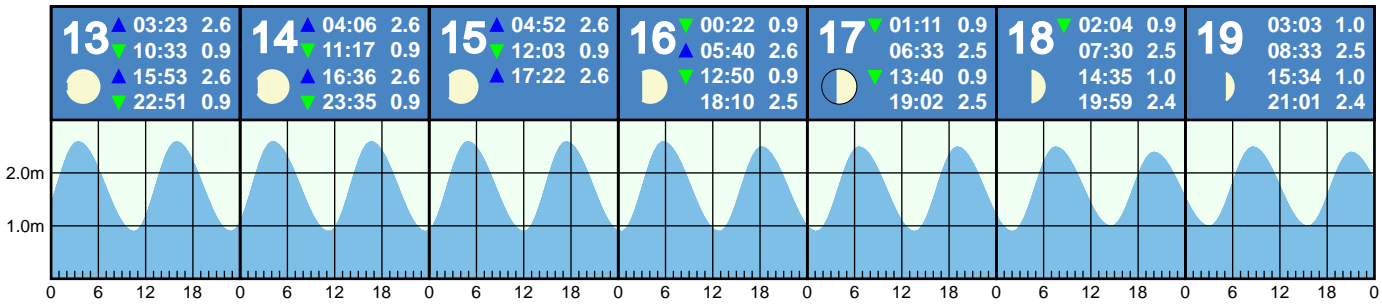 13 ▲ 03:23 2.6
▼ 10:33 0.9
▲ 15:53 2.6
▼ 22:51 0.9
14 ▲ 04:06 2.6
▼ 11:17 0.9
▲ 16:36 2.6
▼ 23:35 0.9
15 ▲ 04:52 2.6
▼ 12:03 0.9
▲ 17:22 2.6
16 ▼ 00:22 0.9
▲ 05:40 2.6
▼ 12:50 0.9
18:10 2.5
17 ▼ 01:11 0.9
06:33 2.5
▼ 13:40 0.9
19:02 2.5
18 ▼ 02:04 0.9
07:30 2.5
14:35 1.0
19:59 2.4
19 03:03 1.0
08:33 2.5
15:34 1.0
21:01 2.4
2.0m
1.0m
0 6 12 18 0 6 12 18 0 6 12 18 0 6 12 18 0 6 12 18 0 6 12 18 0 6 12 18 0